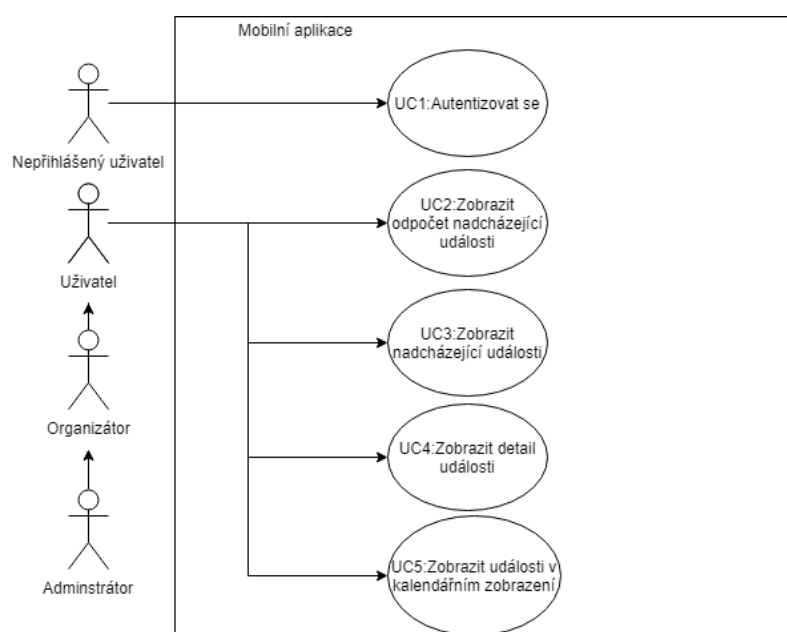 Mobilní aplikace
UC1:Autentizovat se
Nepřihlášený uživatel
UC2:Zobrazit
odpočet nadcházející
události
Uživatel
UC3:Zobrazit
nadcházející události
Organizátor
UC4:Zobrazit detail
události
UC5:Zobrazit události v
kalendářním zobrazení
Adminstrátor